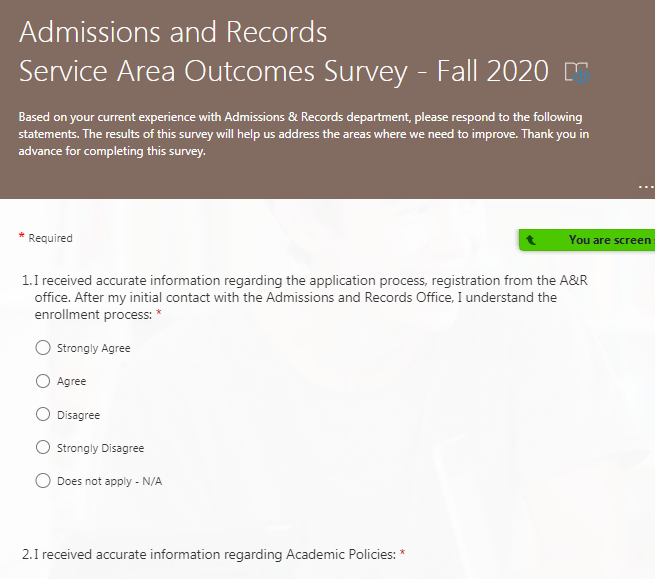 Admissions and Records
Service Area Outcomes Survey - Fall 2020
Based on your current experience with Admissions & Records department, please respond to the following
statements. The results of this survey will help us address the areas where we need to improve. Thank you in
advance for completing this survey.
...
* Required
You are screen
1. I received accurate information regarding the application process, registration from the A&R
office. After my initial contact with the Admissions and Records Office, I understand the
enrollment process: *
Strongly Agree
Agree
Disagree
Strongly Disagree
Does not apply - N/A
2. I received accurate information regarding Academic Policies: *